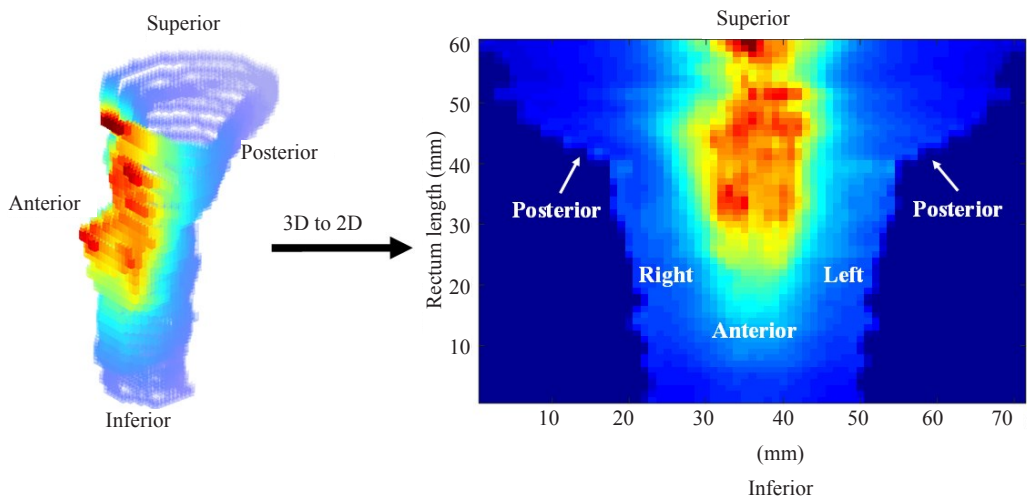 Superior
Posterior
Anterior
Inferior
3D to 2D
Superior
Rectum length (mm)
60
50
40
30
20
10
Posterior
Posterior
Right
Left
Anterior
10 20 30 40 50 60 70
(mm)
Inferior